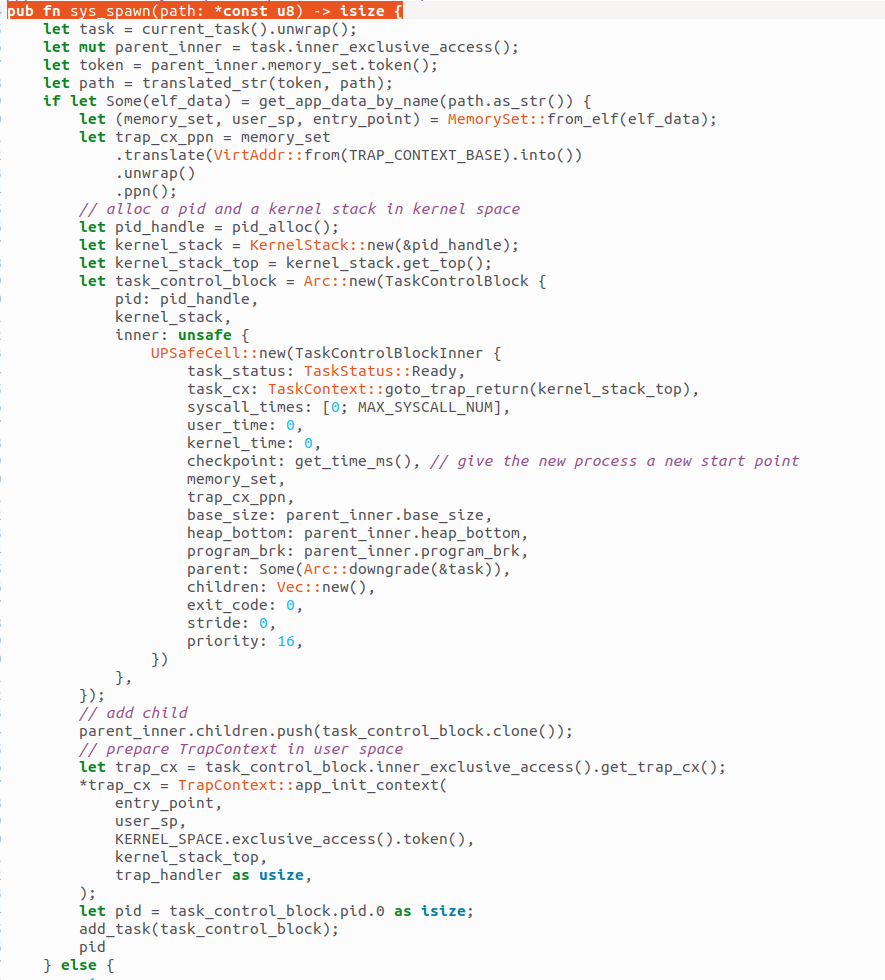 pub fn sys_spawn(path: *const u8) -> isize {
    let task = current_task().unwrap();
    let mut parent_inner = task.inner_exclusive_access();
    let token = parent_inner.memory_set.token();
    let path = translated_str(token, path);
    if let Some(elf_data) = get_app_data_by_name(path.as_str()) {
        let (memory_set, user_sp, entry_point) = MemorySet::from_elf(elf_data);
        let trap_cx_ppn = memory_set
            .translate(VirtAddr::from(TRAP_CONTEXT_BASE).into())
            .unwrap()
            .ppn();
        // alloc a pid and a kernel stack in kernel space
        let pid_handle = pid_alloc();
        let kernel_stack = KernelStack::new(&pid_handle);
        let kernel_stack_top = kernel_stack.get_top();
        let task_control_block = Arc::new(TaskControlBlock {
            pid: pid_handle,
            kernel_stack,
            inner: unsafe {
                UPSafeCell::new(TaskControlBlockInner {
                    task_status: TaskStatus::Ready,
                    task_cx: TaskContext::goto_trap_return(kernel_stack_top),
                    syscall_times: [0; MAX_SYSCALL_NUM],
                    user_time: 0,
                    kernel_time: 0,
                    checkpoint: get_time_ms(), // give the new process a new start point
                    memory_set,
                    trap_cx_ppn,
                    base_size: parent_inner.base_size,
                    heap_bottom: parent_inner.heap_bottom,
                    program_brk: parent_inner.program_brk,
                    parent: Some(Arc::downgrade(&task)),
                    children: Vec::new(),
                    exit_code: 0,
                    stride: 0,
                    priority: 16,
                })
            },
        });
        // add child
        parent_inner.children.push(task_control_block.clone());
        // prepare TrapContext in user space
        let trap_cx = task_control_block.inner_exclusive_access().get_trap_cx();
        *trap_cx = TrapContext::app_init_context(
            entry_point,
            user_sp,
            KERNEL_SPACE.exclusive_access().token(),
            kernel_stack_top,
            trap_handler as usize,
        );
        let pid = task_control_block.pid.0 as isize;
        add_task(task_control_block);
        pid
    } else {